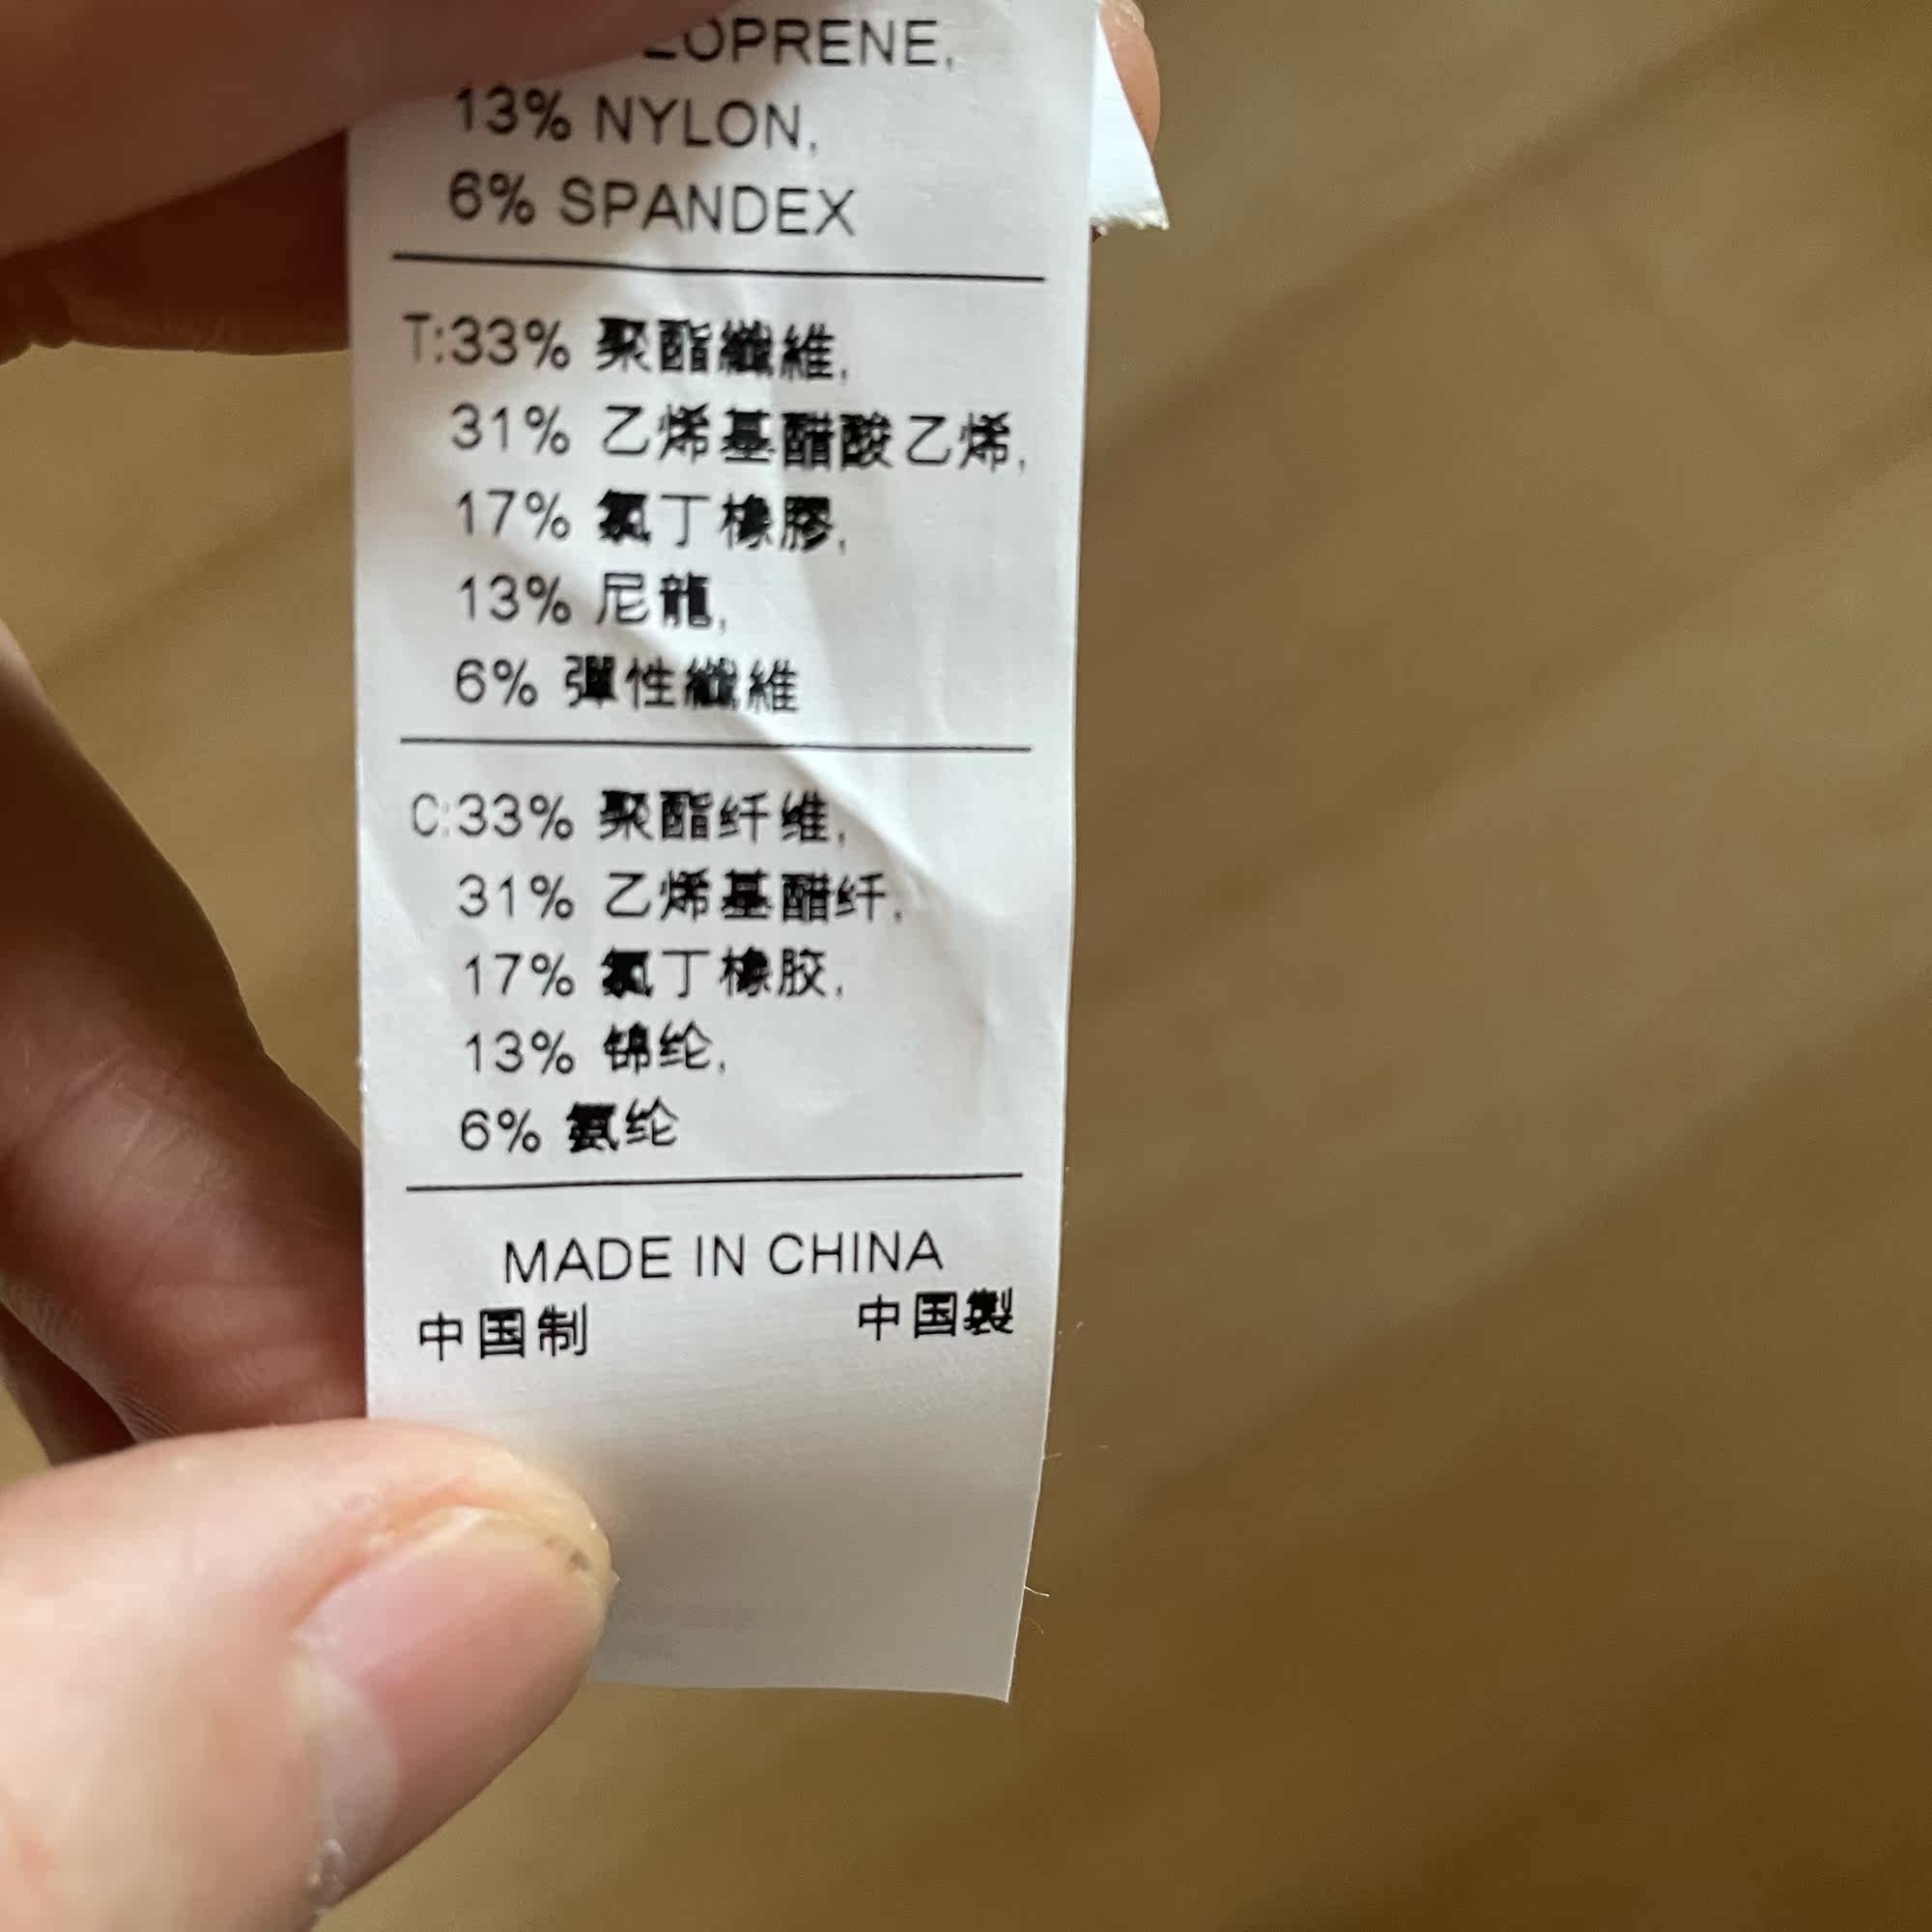 EOPRENE,
13% NYLON,
6% SPANDEX
T:33% 聚酯纖維,
31% 乙烯基醋酸乙烯,
17% 氯丁橡膠,
13% 尼龍,
6% 彈性纖維
C:33% 聚酯纤维,
31% 乙烯基醋纤,
17% 氯丁橡胶,
13% 锦纶,
6% 氨纶
MADE IN CHINA
中国制 中国製